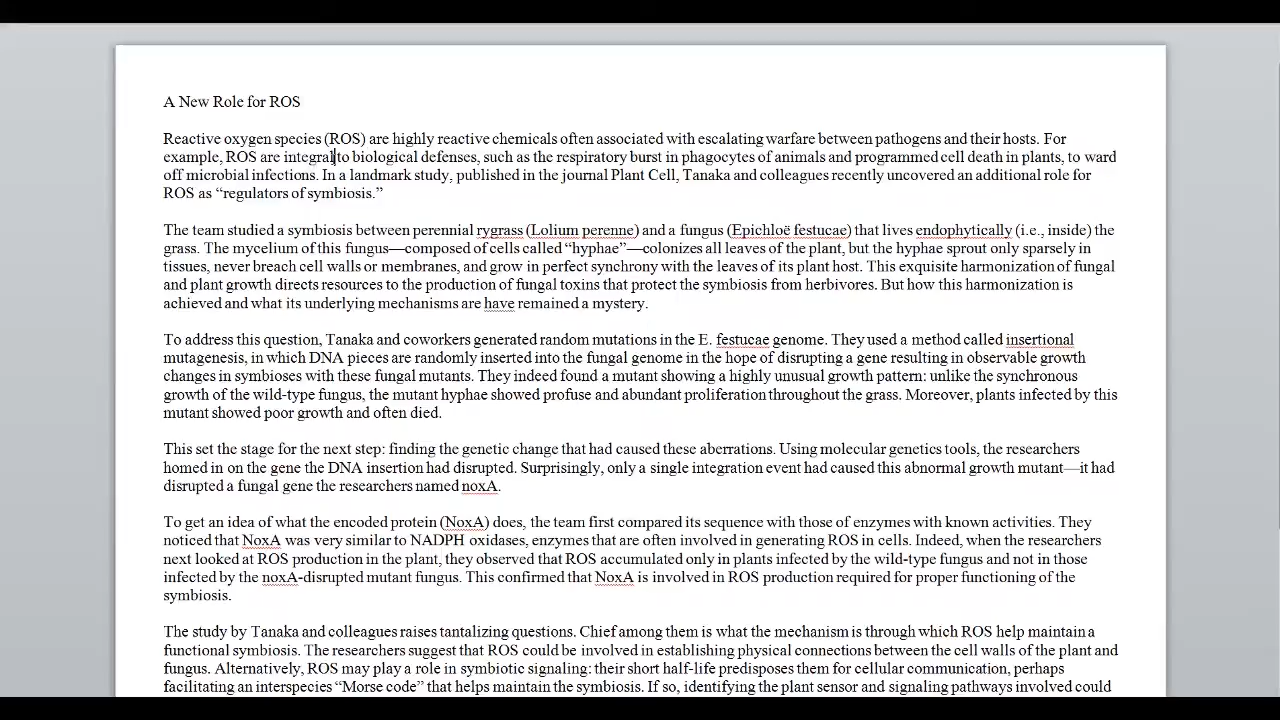 A New Role for ROS
Reactive oxygen species (ROS) are highly reactive chemicals often associated with escalating warfare between pathogens and their hosts. For
example, ROS are integral to biological defenses, such as the respiratory burst in phagocytes of animals and programmed cell death in plants, to ward
off microbial infections. In a landmark study, published in the journal Plant Cell, Tanaka and colleagues recently uncovered an additional role for
ROS as “regulators of symbiosis.”
The team studied a symbiosis between perennial rygrass (Lolium perenne) and a fungus (Epichloë festucae) that lives endophytically (i.e., inside) the
grass. The mycelium of this fungus—composed of cells called “hyphae”—colonizes all leaves of the plant, but the hyphae sprout only sparsely in
tissues, never breach cell walls or membranes, and grow in perfect synchrony with the leaves of its plant host. This exquisite harmonization of fungal
and plant growth directs resources to the production of fungal toxins that protect the symbiosis from herbivores. But how this harmonization is
achieved and what its underlying mechanisms are have remained a mystery.
To address this question, Tanaka and coworkers generated random mutations in the E. festucae genome. They used a method called insertional
mutagenesis, in which DNA pieces are randomly inserted into the fungal genome in the hope of disrupting a gene resulting in observable growth
changes in symbioses with these fungal mutants. They indeed found a mutant showing a highly unusual growth pattern: unlike the synchronous
growth of the wild-type fungus, the mutant hyphae showed profuse and abundant proliferation throughout the grass. Moreover, plants infected by this
mutant showed poor growth and often died.
This set the stage for the next step: finding the genetic change that had caused these aberrations. Using molecular genetics tools, the researchers
homed in on the gene the DNA insertion had disrupted. Surprisingly, only a single integration event had caused this abnormal growth mutant—it had
disrupted a fungal gene the researchers named noxA.
To get an idea of what the encoded protein (NoxA) does, the team first compared its sequence with those of enzymes with known activities. They
noticed that NoxA was very similar to NADPH oxidases, enzymes that are often involved in generating ROS in cells. Indeed, when the researchers
next looked at ROS production in the plant, they observed that ROS accumulated only in plants infected by the wild-type fungus and not in those
infected by the noxA-disrupted mutant fungus. This confirmed that NoxA is involved in ROS production required for proper functioning of the
symbiosis.
The study by Tanaka and colleagues raises tantalizing questions. Chief among them is what the mechanism is through which ROS help maintain a
functional symbiosis. The researchers suggest that ROS could be involved in establishing physical connections between the cell walls of the plant and
fungus. Alternatively, ROS may play a role in symbiotic signaling: their short half-life predisposes them for cellular communication, perhaps
facilitating an interspecies “Morse code” that helps maintain the symbiosis. If so, identifying the plant sensor and signaling pathways involved could